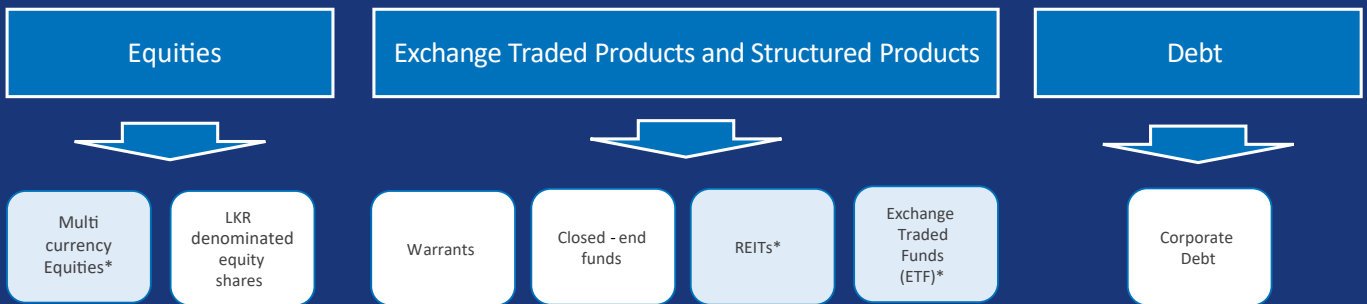 Equities
Exchange Traded Products and Structured Products
Debt
Multi
currency
Equities*
LKR
denominated
equity
shares
Warrants
Closed - end
funds
REITs*
Exchange
Traded
Funds
(ETF)*
Corporate
Debt